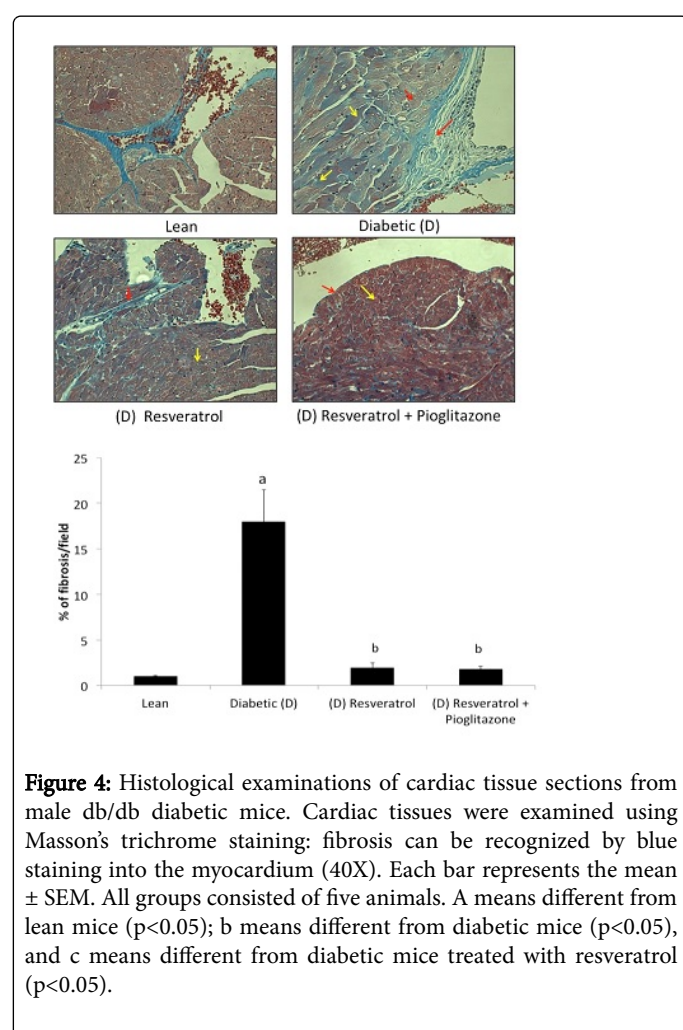 Lean
Diabetic (D)
(D) Resveratrol
(D) Resveratrol + Pioglitazone
25
20
15
10
5
0
% of fibrosis/field
a
b
b
Lean
Diabetic (D)
(D) Resveratrol
(D) Resveratrol +
Pioglitazone
Figure 4: Histological examinations of cardiac tissue sections from
male db/db diabetic mice. Cardiac tissues were examined using
Masson's trichrome staining: fibrosis can be recognized by blue
staining into the myocardium (40X). Each bar represents the mean
± SEM. All groups consisted of five animals. A means different from
lean mice (p<0.05); b means different from diabetic mice (p<0.05),
and c means different from diabetic mice treated with resveratrol
(p<0.05).